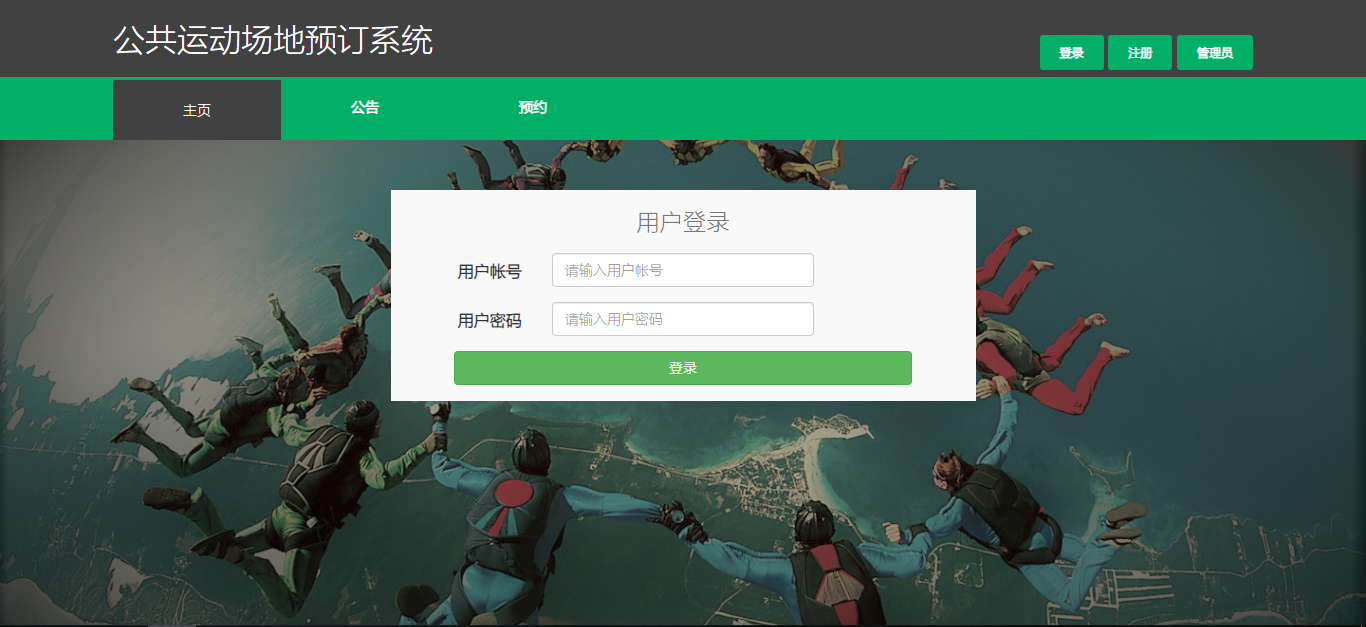 公共运动场地预订系统
登录 注册 管理员
主页 公告 预约
用户登录
用户帐号 请输入用户帐号
用户密码 请输入用户密码
登录